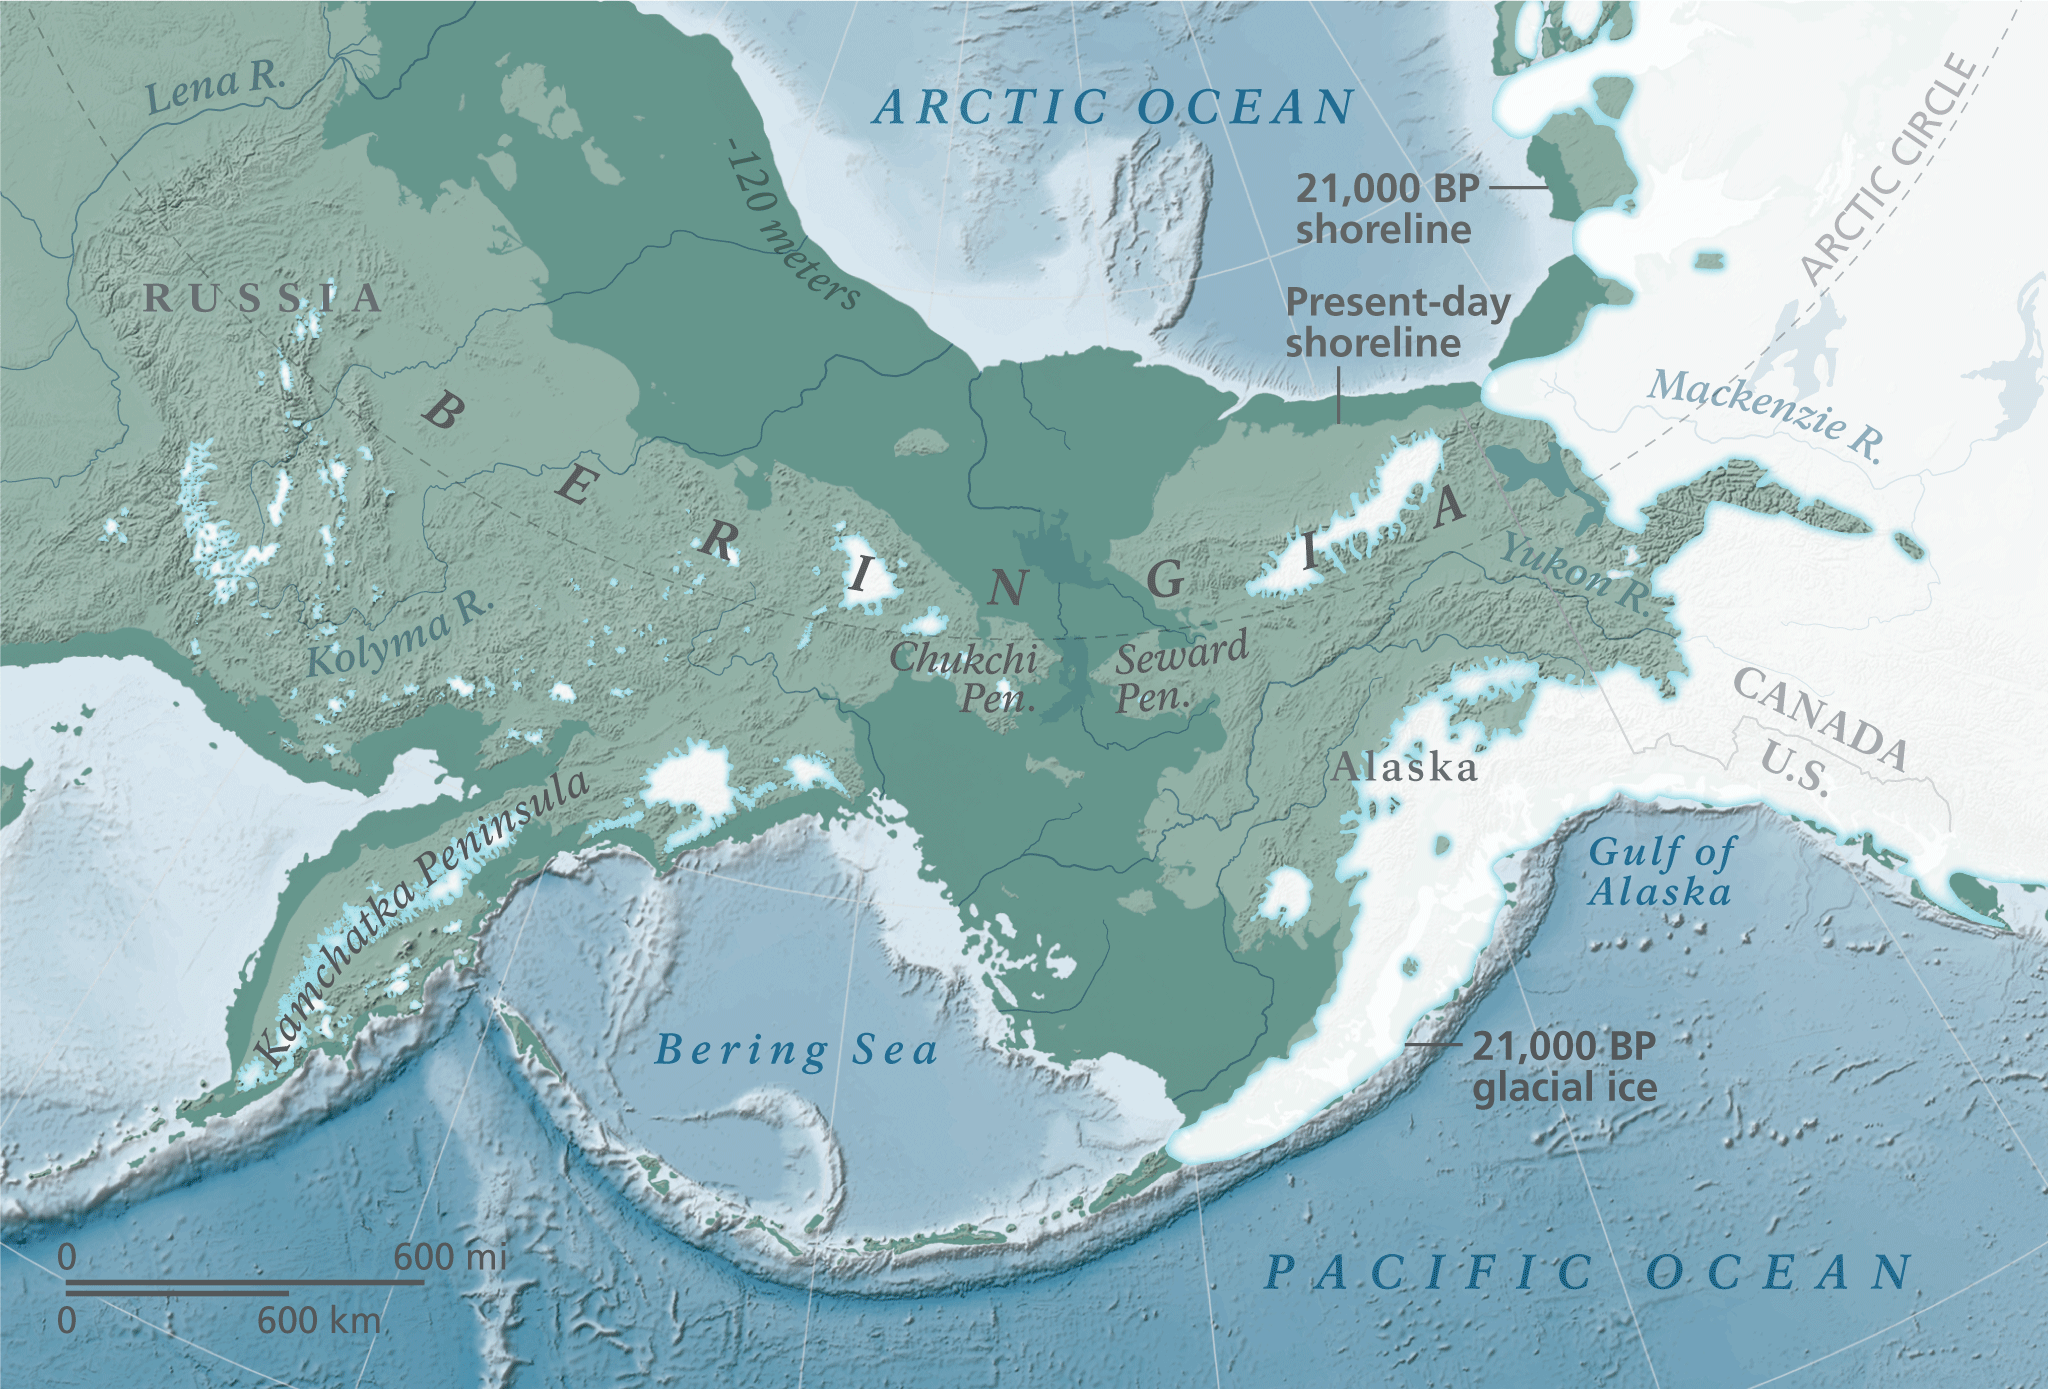 Lena R.
ARCTIC OCEAN
ARCTIC CIRCLE
-120 meters
21,000 BP
shoreline
RUSSIA
Present-day
shoreline
Mackenzie R.
BERINGIA
Yukon R.
Kolyma R.
Chukchi
Pen.
Seward
Pen.
CANADA
U.S.
Alaska
Kamchatka Peninsula
Gulf of
Alaska
Bering Sea
21,000 BP
glacial ice
0 600 mi
0 600 km
PACIFIC OCEAN